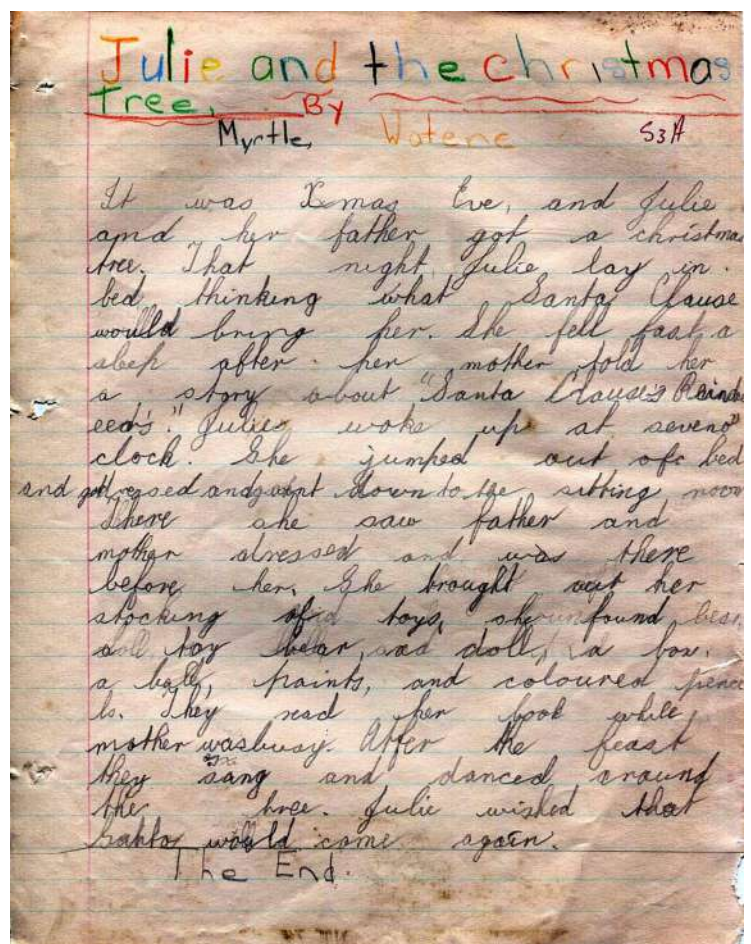 Julie and the christmas
Tree, By
Myrtle, Watene S3A
It was Xmas Eve, and Julie
and her father got a christmas
tree. That night, Julie lay in
bed thinking what Santa Clause
would bring her. She fell fast a
sleep after her mother told her
a story about "Santa Clause's Raind
eed's". Julie woke up at seven o'
clock. She jumped out of bed
and got dressed and went down to the sitting room
There she saw father and
mother dressed and was there
before her. She brought out her
stocking of toys, she found bear,
doll, toy bear, and doll, a box.
a ball, paints, and coloured penc
ls. They read her book while
mother was busy. After the feast
they sang and danced around
the tree. Julie wished that
Santa would come again.
The End.